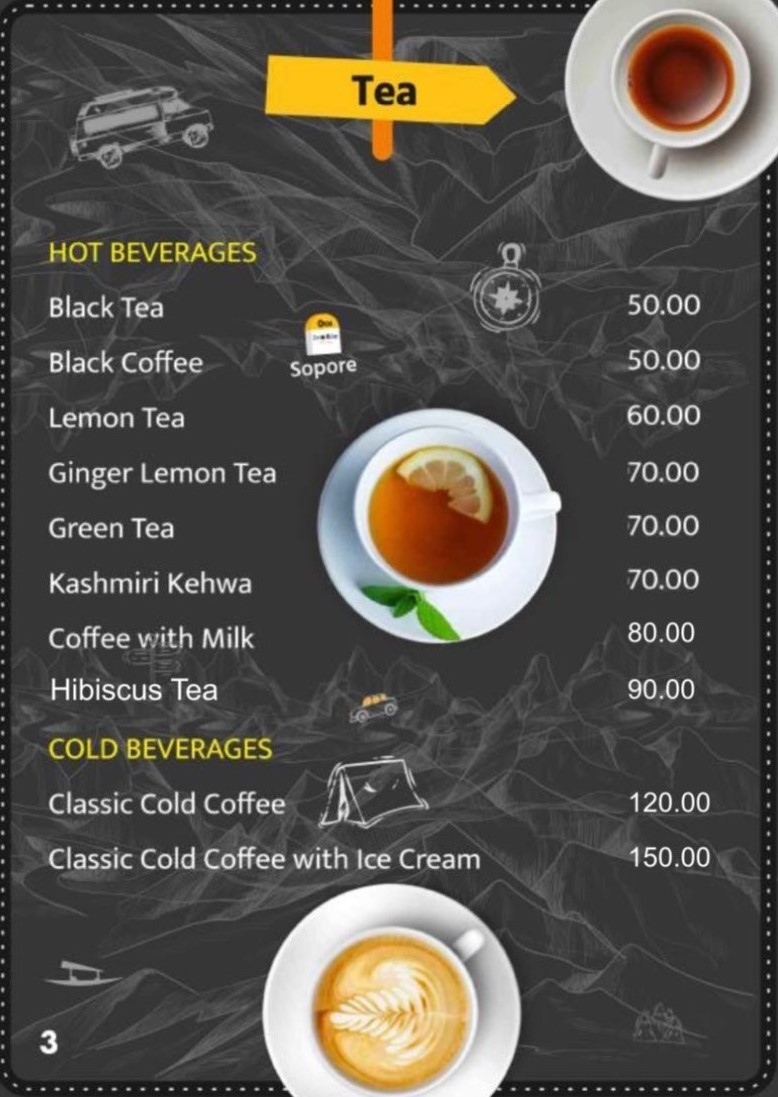 Tea
HOT BEVERAGES
Black Tea 50.00
Black Coffee 50.00
Sopore
Lemon Tea 60.00
Ginger Lemon Tea 70.00
Green Tea 70.00
Kashmiri Kehwa 70.00
Coffee with Milk 80.00
Hibiscus Tea 90.00
COLD BEVERAGES
Classic Cold Coffee 120.00
Classic Cold Coffee with Ice Cream 150.00
3